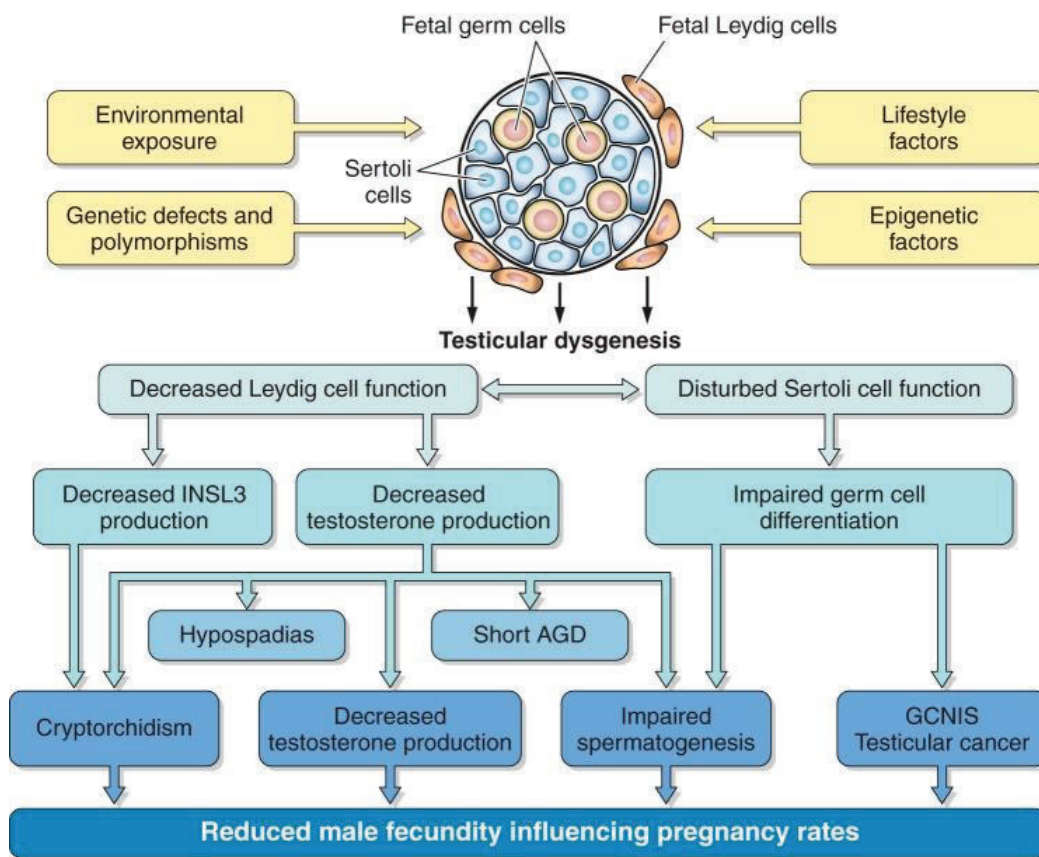 Fetal germ cells
Fetal Leydig cells
Environmental
exposure
Lifestyle
factors
Sertoli
cells
Genetic defects and
polymorphisms
Epigenetic
factors
Testicular dysgenesis
Decreased Leydig cell function
Disturbed Sertoli cell function
Decreased INSL3
production
Decreased
testosterone production
Impaired germ cell
differentiation
Hypospadias
Short AGD
Cryptorchidism
Decreased
testosterone production
Impaired
spermatogenesis
GCNIS
Testicular cancer
Reduced male fecundity influencing pregnancy rates